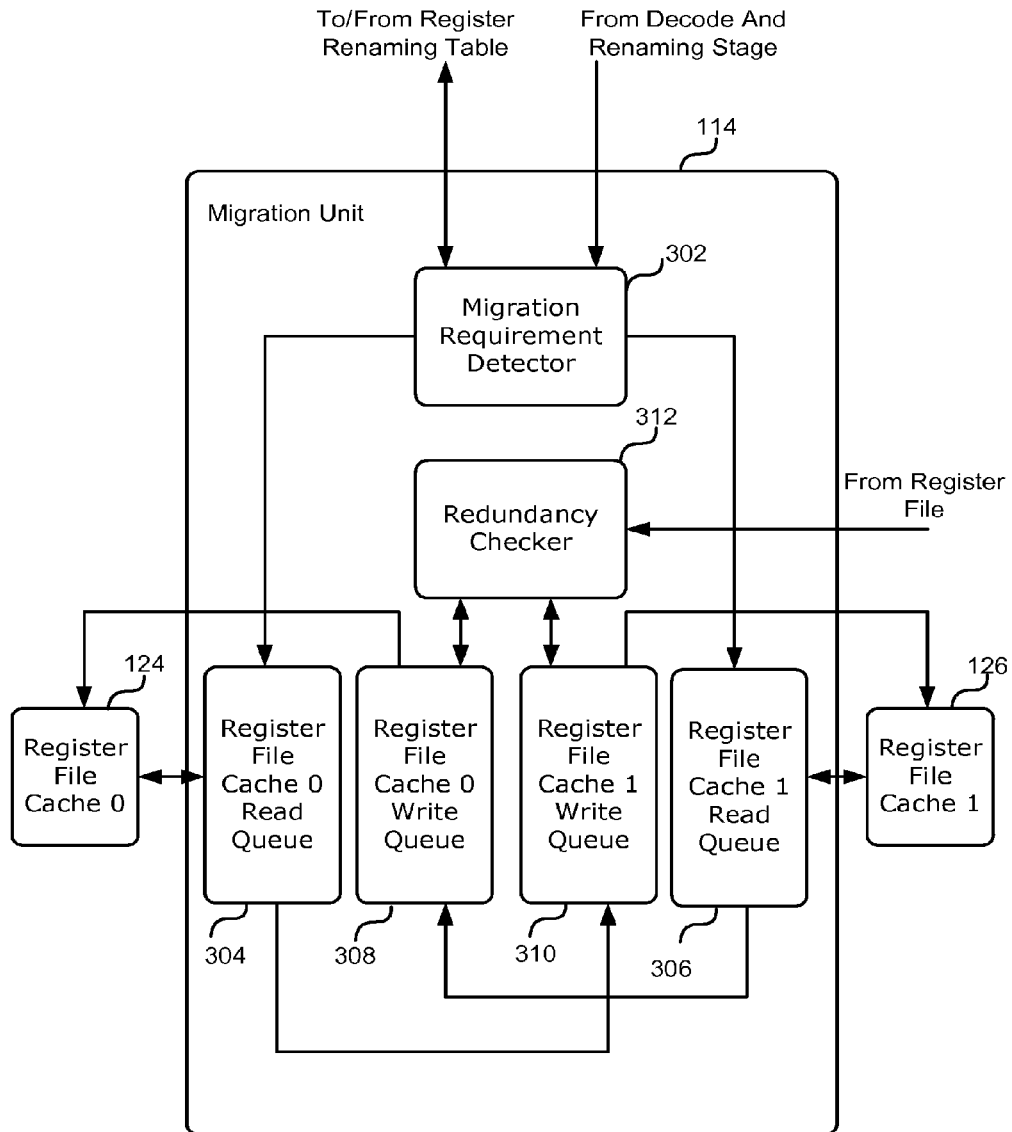 To/From Register
Renaming Table
From Decode And
Renaming Stage
114
Migration Unit
302
Migration
Requirement
Detector
312
Redundancy
Checker
From Register
File
124
Register
File
Cache 0
Register
File
Cache 0
Read
Queue
Register
File
Cache 0
Write
Queue
Register
File
Cache 1
Write
Queue
Register
File
Cache 1
Read
Queue
126
Register
File
Cache 1
304
308
310
306